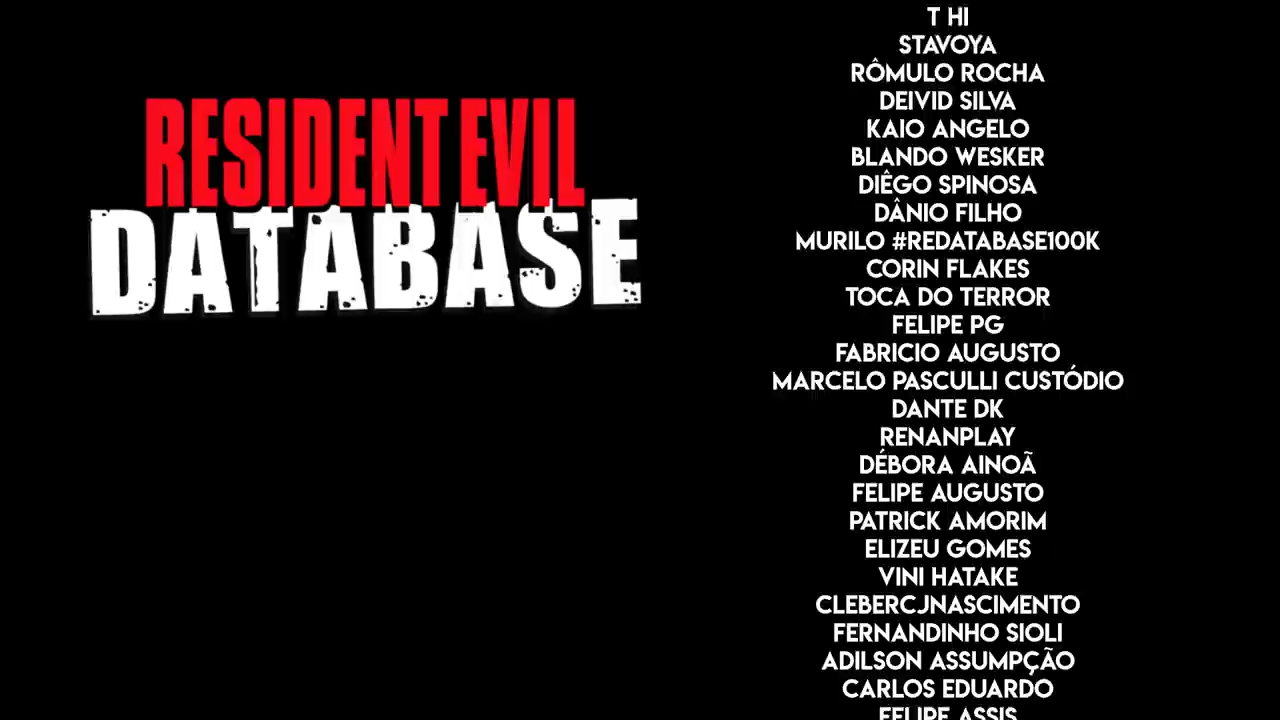 RESIDENT EVIL
DATABASE
T HI
STAVOYA
RÔMULO ROCHA
DEIVID SILVA
KAIO ANGELO
BLANDO WESKER
DIÊGO SPINOSA
DÂNIO FILHO
MURILO #REDATABASE100K
CORIN FLAKES
TOCA DO TERROR
FELIPE PG
FABRICIO AUGUSTO
MARCELO PASCULLI CUSTÓDIO
DANTE DK
RENANPLAY
DÉBORA AINOÃ
FELIPE AUGUSTO
PATRICK AMORIM
ELIZEU GOMES
VINI HATAKE
CLEBERCJNASCIMENTO
FERNANDINHO SIOLI
ADILSON ASSUMPÇÃO
CARLOS EDUARDO
FELIPE ASSIS